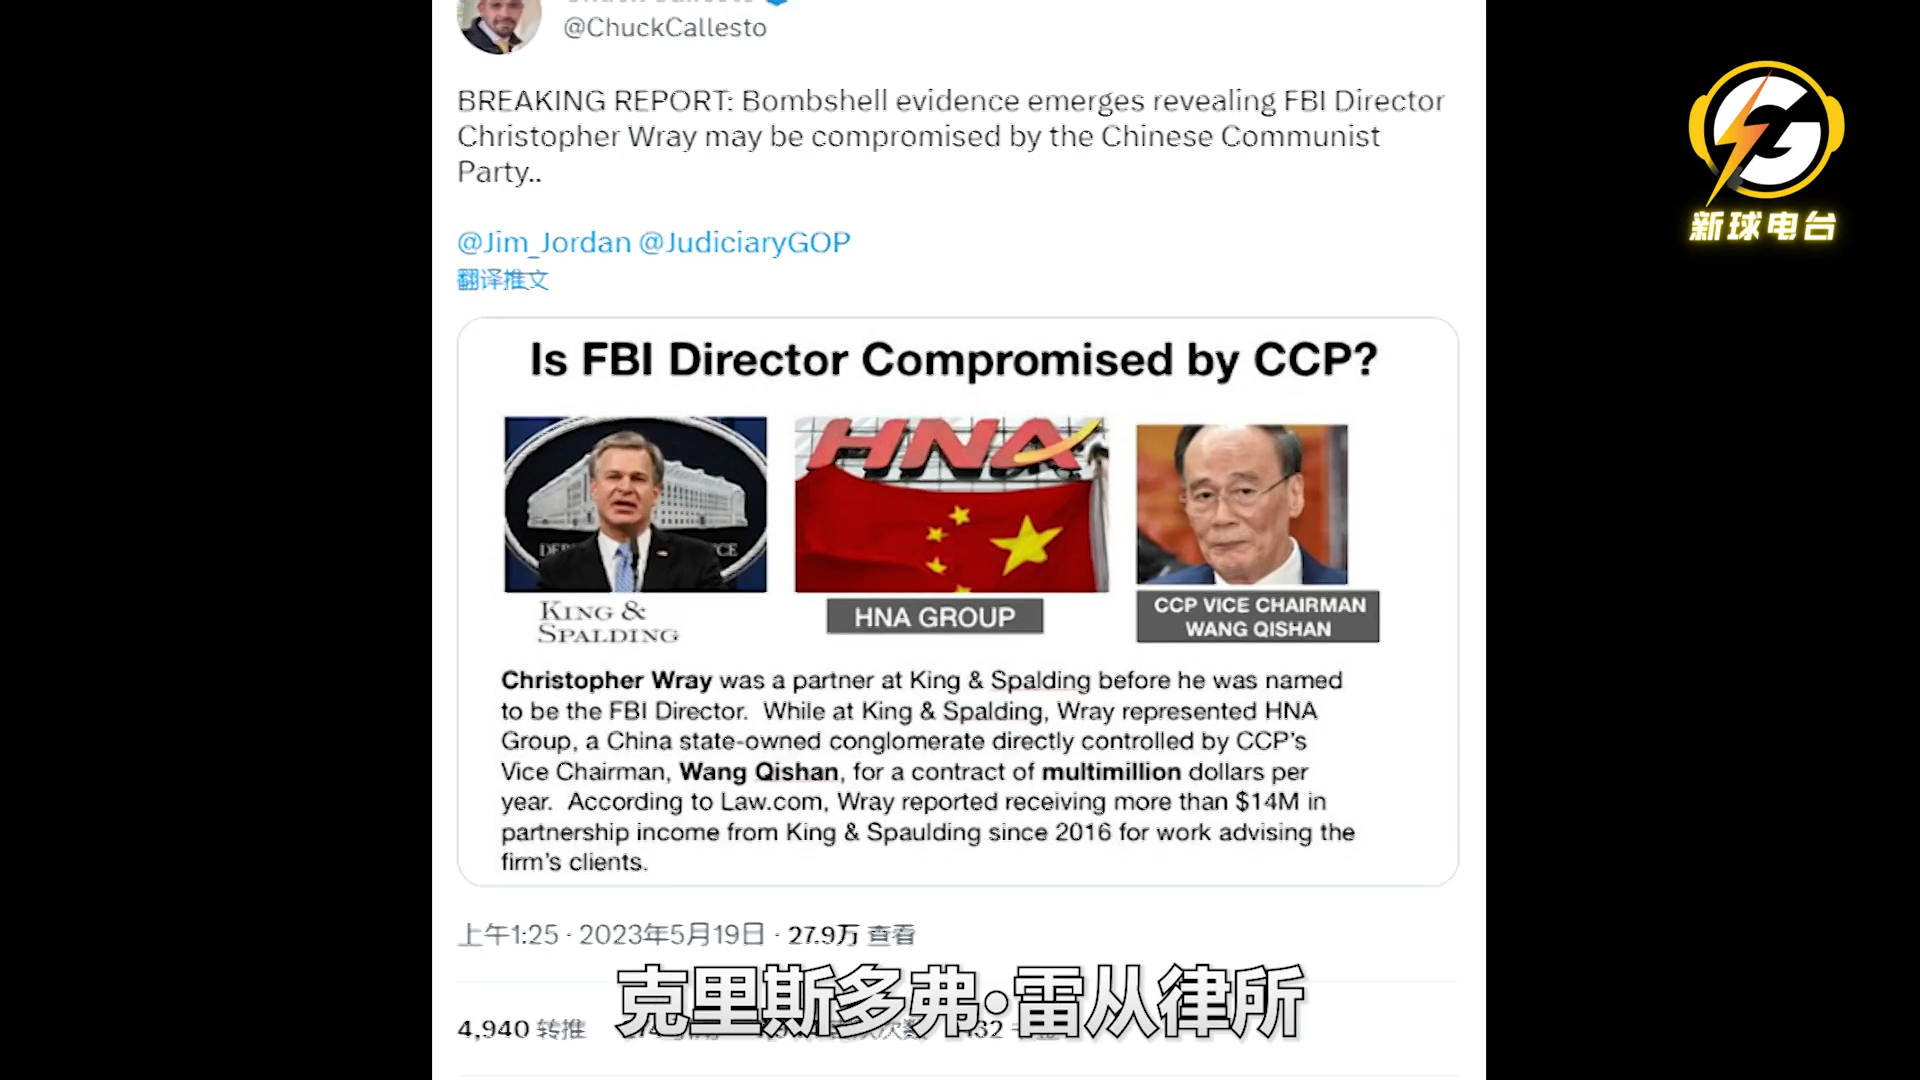 @ChuckCallesto
BREAKING REPORT: Bombshell evidence emerges revealing FBI Director
Christopher Wray may be compromised by the Chinese Communist
Party..
@Jim_Jordan @JudiciaryGOP
翻译推文
新球电台
Is FBI Director Compromised by CCP?
HNA
KING &
SPALDING
HNA GROUP
CCP VICE CHAIRMAN
WANG QISHAN
Christopher Wray was a partner at King & Spalding before he was named
to be the FBI Director. While at King & Spalding, Wray represented HNA
Group, a China state-owned conglomerate directly controlled by CCP's
Vice Chairman, Wang Qishan, for a contract of multimillion dollars per
year. According to Law.com, Wray reported receiving more than $14M in
partnership income from King & Spaulding since 2016 for work advising the
firm's clients.
上午1:25 · 2023年5月19日 · 27.9万 查看
4,940 转推
克里斯多弗·雷从律所